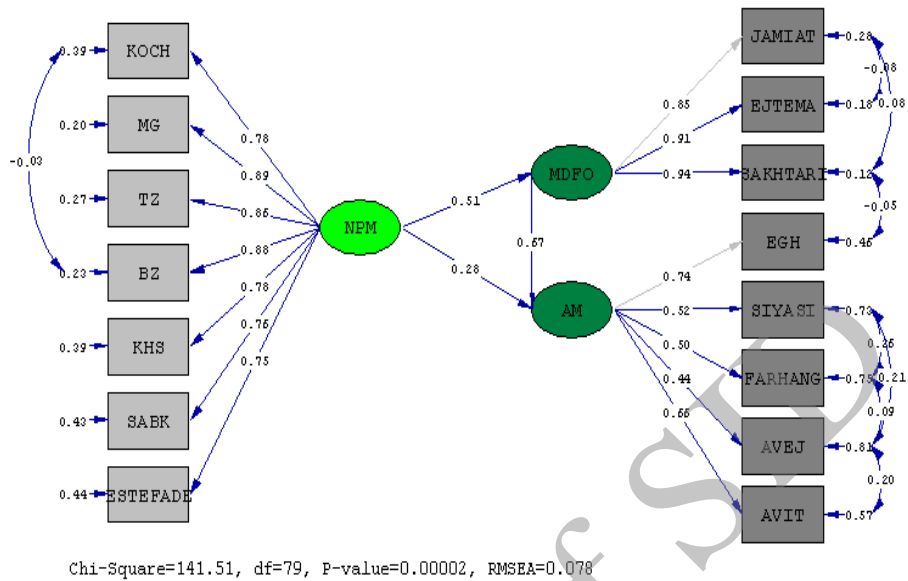 0.39 KOCH
0.20 MG
0.27 TZ
0.23 BZ
0.39 KHS
0.43 SABK
0.44 ESTEFADE
-0.03
0.78
0.89
0.86
0.88
0.78
0.76
0.75
NPM
0.51
0.28
MDFO
0.67
AM
0.85
0.91
0.94
0.74
0.52
0.50
0.44
0.66
JAMIAT 0.28
EJTEMA 0.18
SAKHTARI 0.12
EGH 0.46
SIYASI 0.73
FARHANG 0.75
AVEJ 0.81
AVIT 0.57
-0.08
0.08
-0.05
0.21
0.09
0.20
Chi-Square=141.51, df=79, P-value=0.00002, RMSEA=0.078
f SID